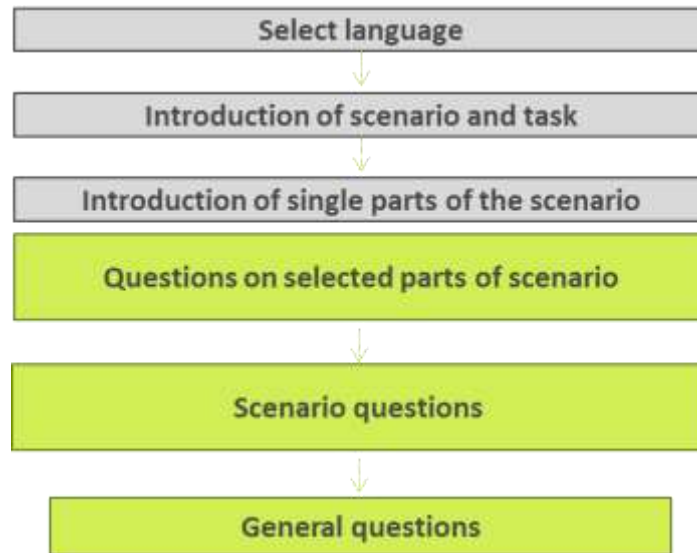 Select language
Introduction of scenario and task
Introduction of single parts of the scenario
Questions on selected parts of scenario
Scenario questions
General questions